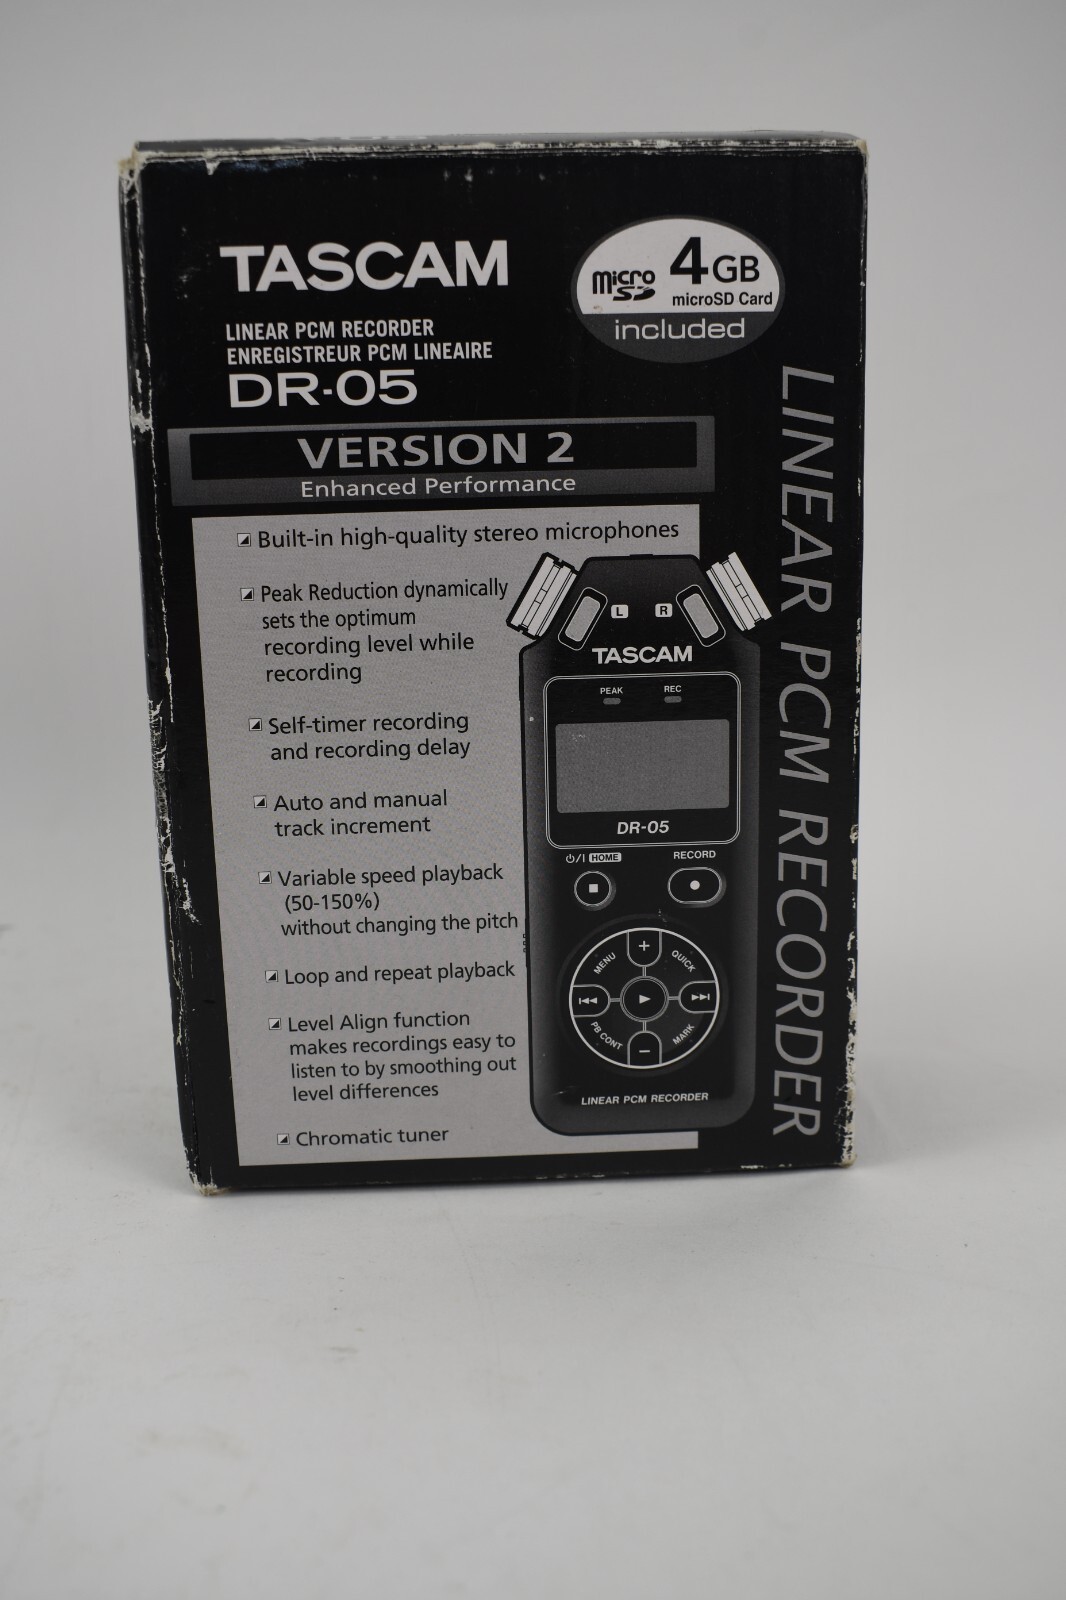 TASCAM
LINEAR PCM RECORDER
ENREGISTREUR PCM LINEAIRE
DR-05
micro SD
4GB
microSD Card
included
VERSION 2
Enhanced Performance
Built-in high-quality stereo microphones
Peak Reduction dynamically
sets the optimum
recording level while
recording
Self-timer recording
and recording delay
Auto and manual
track increment
Variable speed playback
(50-150%)
without changing the pitch
Loop and repeat playback
Level Align function
makes recordings easy to
listen to by smoothing out
level differences
Chromatic tuner
L R
TASCAM
PEAK REC
DR-05
⏻/I HOME RECORD
+
MENU QUICK
PB CONT MARK
−
LINEAR PCM RECORDER
LINEAR PCM RECORDER